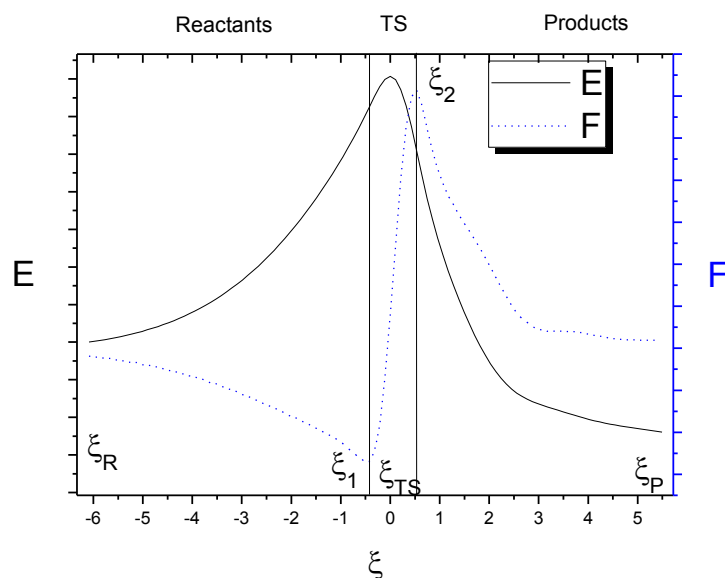 Reactants TS Products
E
F
ξ2
E
F
ξR
ξ1
ξTS
ξP
-6 -5 -4 -3 -2 -1 0 1 2 3 4 5
ξ